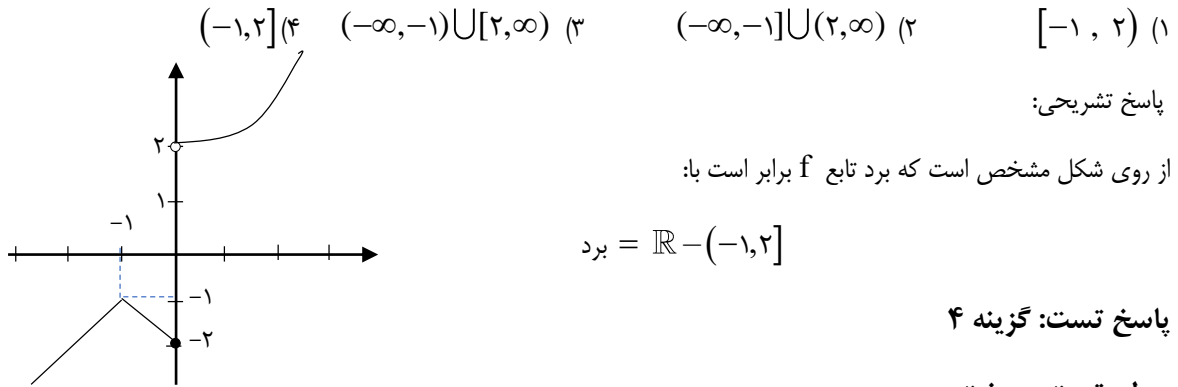 ۱) [−۱ , ۲)   ۲) (−∞,−۱]⋃(۲,∞)   ۳) (−∞,−۱)⋃[۲,∞)   ۴) (−۱,۲]
پاسخ تشریحی:
از روی شکل مشخص است که برد تابع f برابر است با:
برد = ℝ−(−۱,۲]
پاسخ تست: گزینه ۴
۲
۱
−۱
−۱
−۲